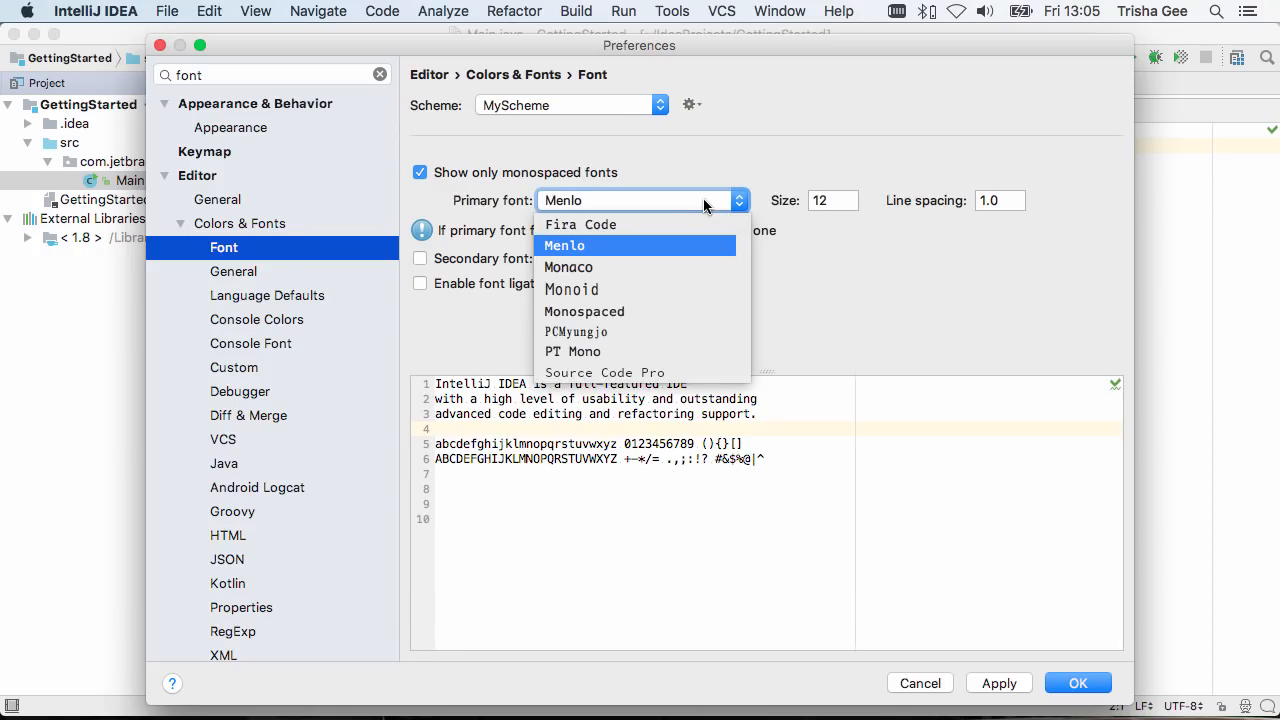 IntelliJ IDEA File Edit View Navigate Code Analyze Refactor Build Run Tools VCS Window Help Fri 13:05 Trisha Gee
Preferences
GettingStarted
Project
GettingStarted
.idea
src
com.jetbra
Main
GettingStarte
External Libraries
< 1.8 > /Libra
font
Appearance & Behavior
Appearance
Keymap
Editor
General
Colors & Fonts
Font
General
Language Defaults
Console Colors
Console Font
Custom
Debugger
Diff & Merge
VCS
Java
Android Logcat
Groovy
HTML
JSON
Kotlin
Properties
RegExp
XML
Editor › Colors & Fonts › Font
Scheme: MyScheme
Show only monospaced fonts
Primary font: Menlo Size: 12 Line spacing: 1.0
If primary font f one
Secondary font:
Enable font ligat
Fira Code
Menlo
Monaco
Monoid
Monospaced
PCMyungjo
PT Mono
Source Code Pro
1 IntelliJ IDEA is a full-featured IDE
2 with a high level of usability and outstanding
3 advanced code editing and refactoring support.
4
5 abcdefghijklmnopqrstuvwxyz 0123456789 (){}[]
6 ABCDEFGHIJKLMNOPQRSTUVWXYZ +-*/= .,;:!? #&$%@|^
7
8
9
10
? Cancel Apply OK
2:1 LF÷ UTF-8÷